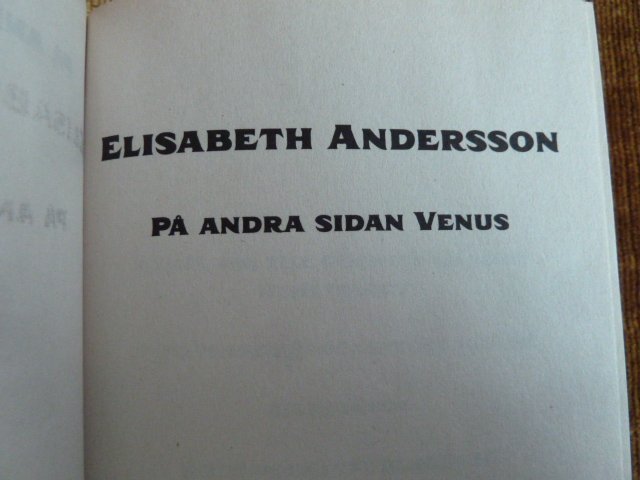 ELISABETH ANDERSSON
PÅ ANDRA SIDAN VENUS